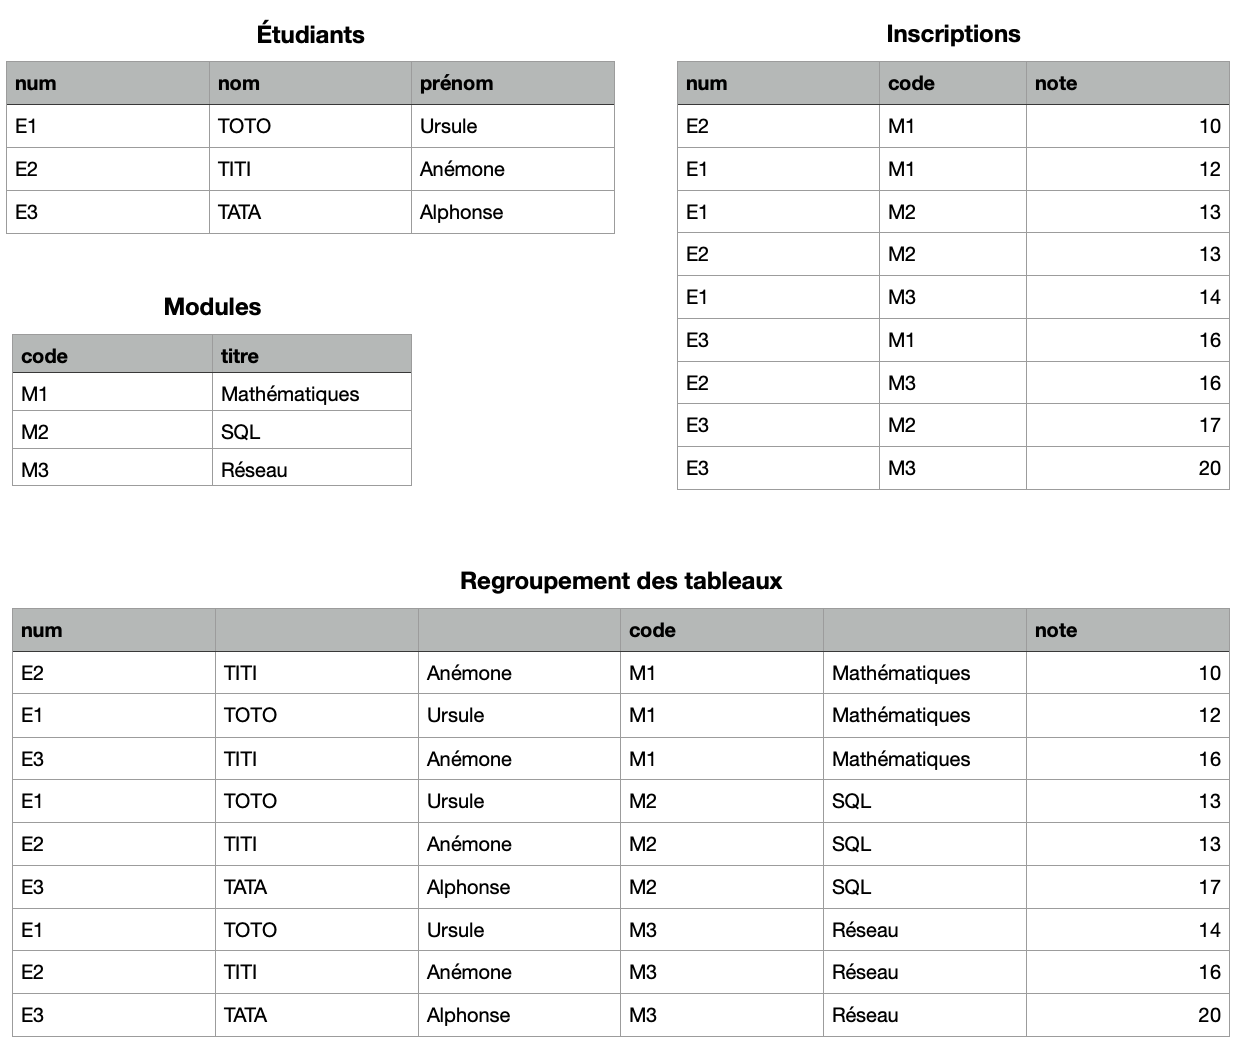 Étudiants
num nom prénom
E1 TOTO Ursule
E2 TITI Anémone
E3 TATA Alphonse
Modules
code titre
M1 Mathématiques
M2 SQL
M3 Réseau
Inscriptions
num code note
E2 M1 10
E1 M1 12
E1 M2 13
E2 M2 13
E1 M3 14
E3 M1 16
E2 M3 16
E3 M2 17
E3 M3 20
Regroupement des tableaux
num code note
E2 TITI Anémone M1 Mathématiques 10
E1 TOTO Ursule M1 Mathématiques 12
E3 TITI Anémone M1 Mathématiques 16
E1 TOTO Ursule M2 SQL 13
E2 TITI Anémone M2 SQL 13
E3 TATA Alphonse M2 SQL 17
E1 TOTO Ursule M3 Réseau 14
E2 TITI Anémone M3 Réseau 16
E3 TATA Alphonse M3 Réseau 20